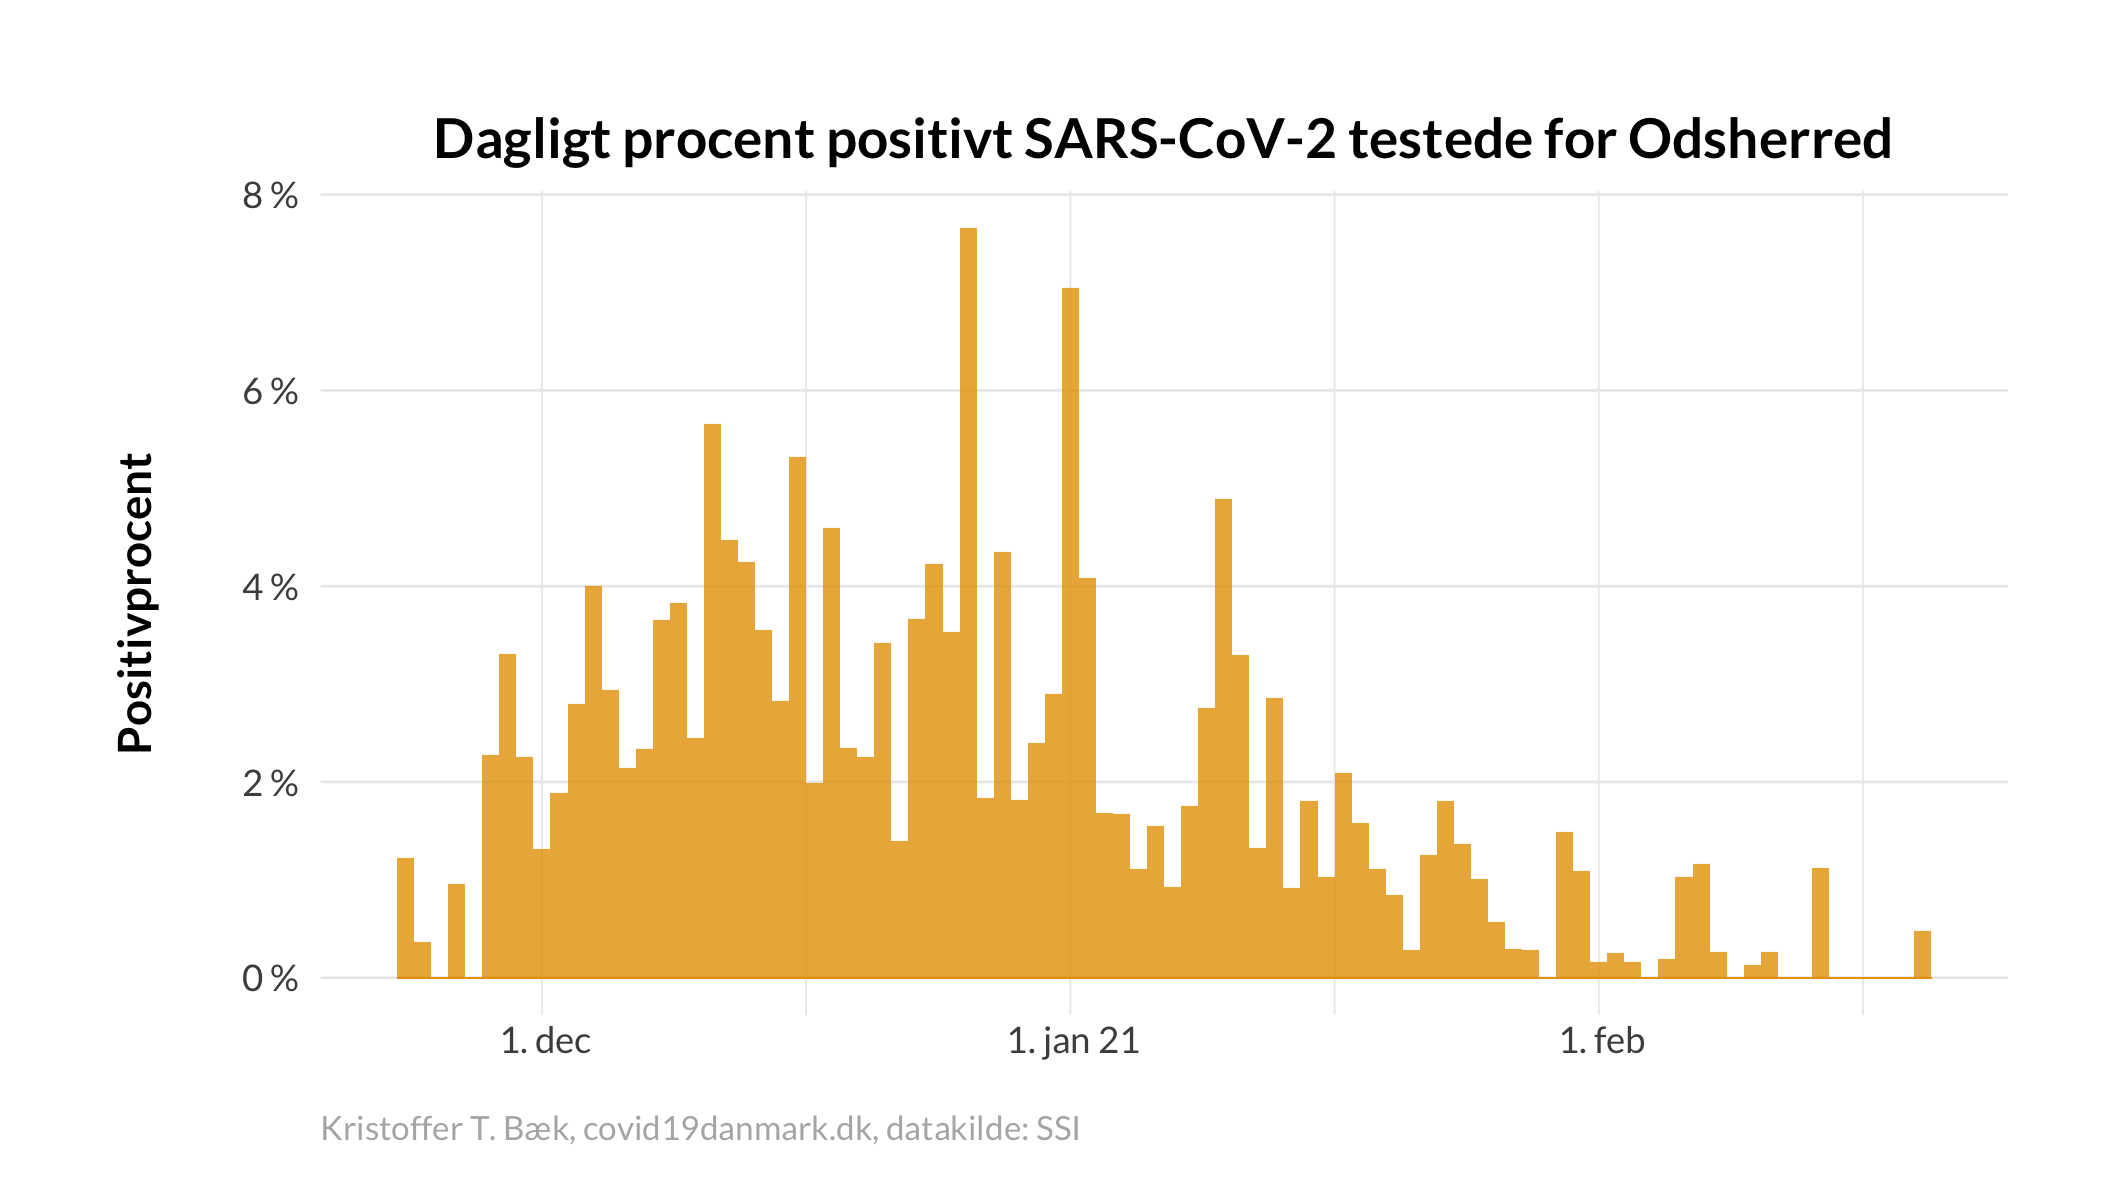 Dagligt procent positivt SARS-CoV-2 testede for Odsherred
Positivprocent
8 %
6 %
4 %
2 %
0 %
1. dec
1. jan 21
1. feb
Kristoffer T. Bæk, covid19danmark.dk, datakilde: SSI